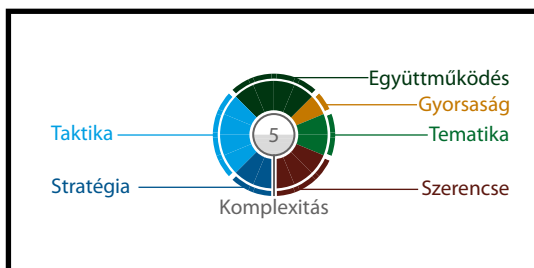 Együttműködés
Gyorsaság
Taktika
5
Tematika
Stratégia
Szerencse
Komplexitás